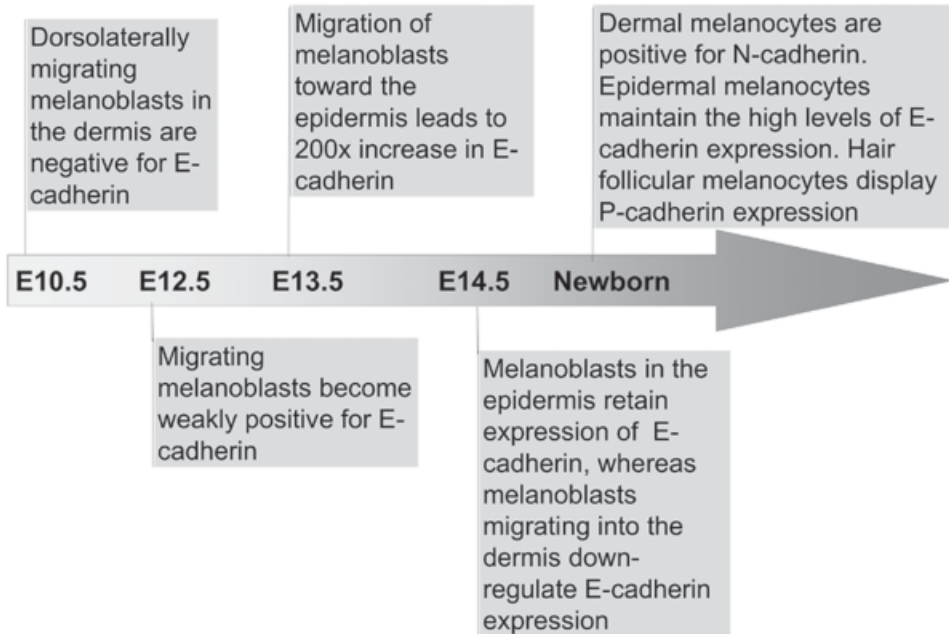 Dorsolaterally
migrating
melanoblasts in
the dermis are
negative for E-
cadherin
Migration of
melanoblasts
toward the
epidermis leads to
200x increase in E-
cadherin
Dermal melanocytes are
positive for N-cadherin.
Epidermal melanocytes
maintain the high levels of E-
cadherin expression. Hair
follicular melanocytes display
P-cadherin expression
E10.5 E12.5 E13.5 E14.5 Newborn
Migrating
melanoblasts become
weakly positive for E-
cadherin
Melanoblasts in the
epidermis retain
expression of E-
cadherin, whereas
melanoblasts
migrating into the
dermis down-
regulate E-cadherin
expression